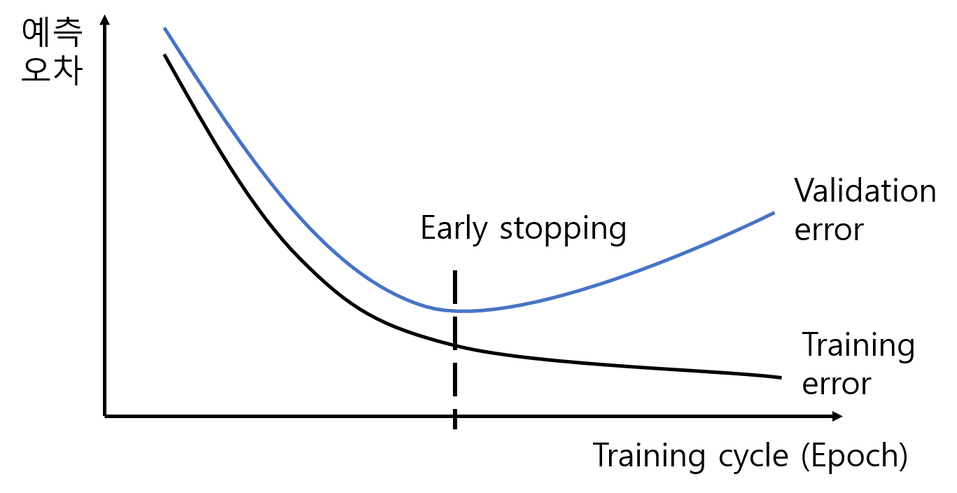 예측
오차
Early stopping
Validation
error
Training
error
Training cycle (Epoch)